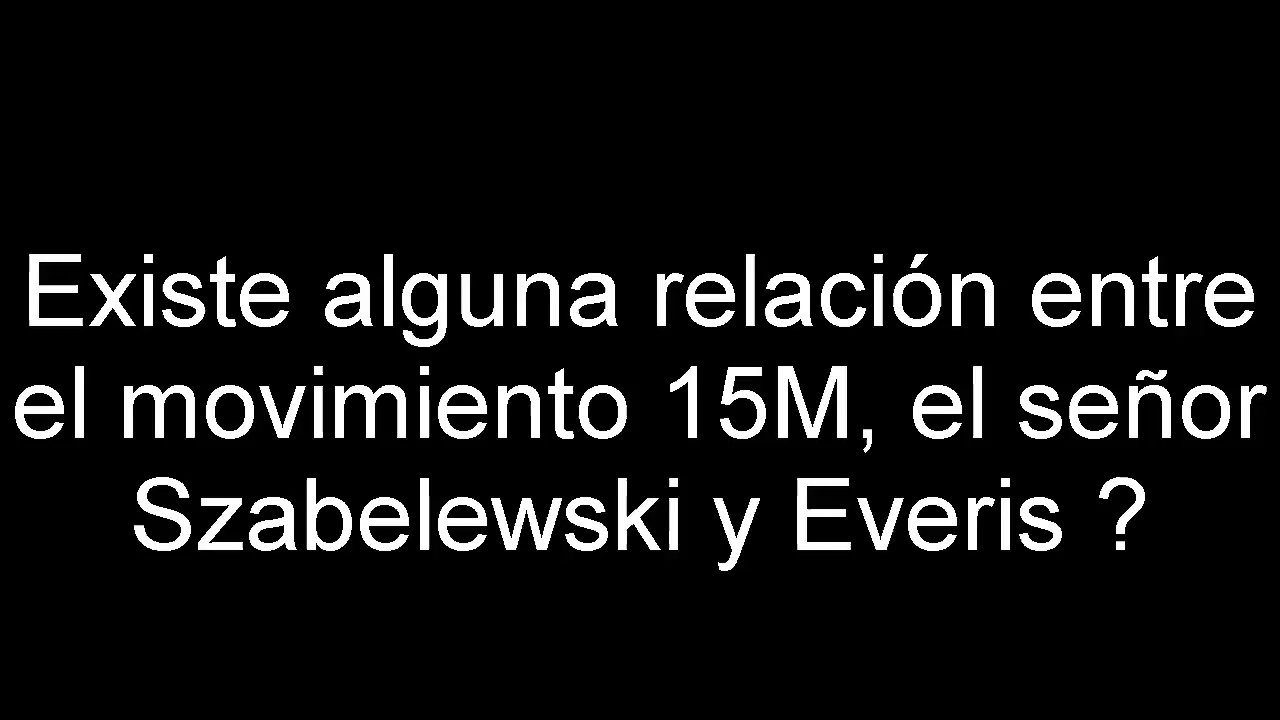 Existe alguna relación entre
el movimiento 15M, el señor
Szabelewski y Everis ?